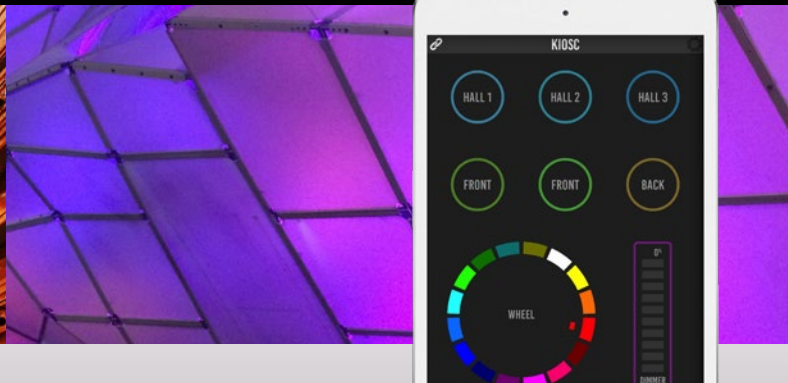 KIOSC
HALL 1 HALL 2 HALL 3
FRONT FRONT BACK
0%
WHEEL
DIMMER